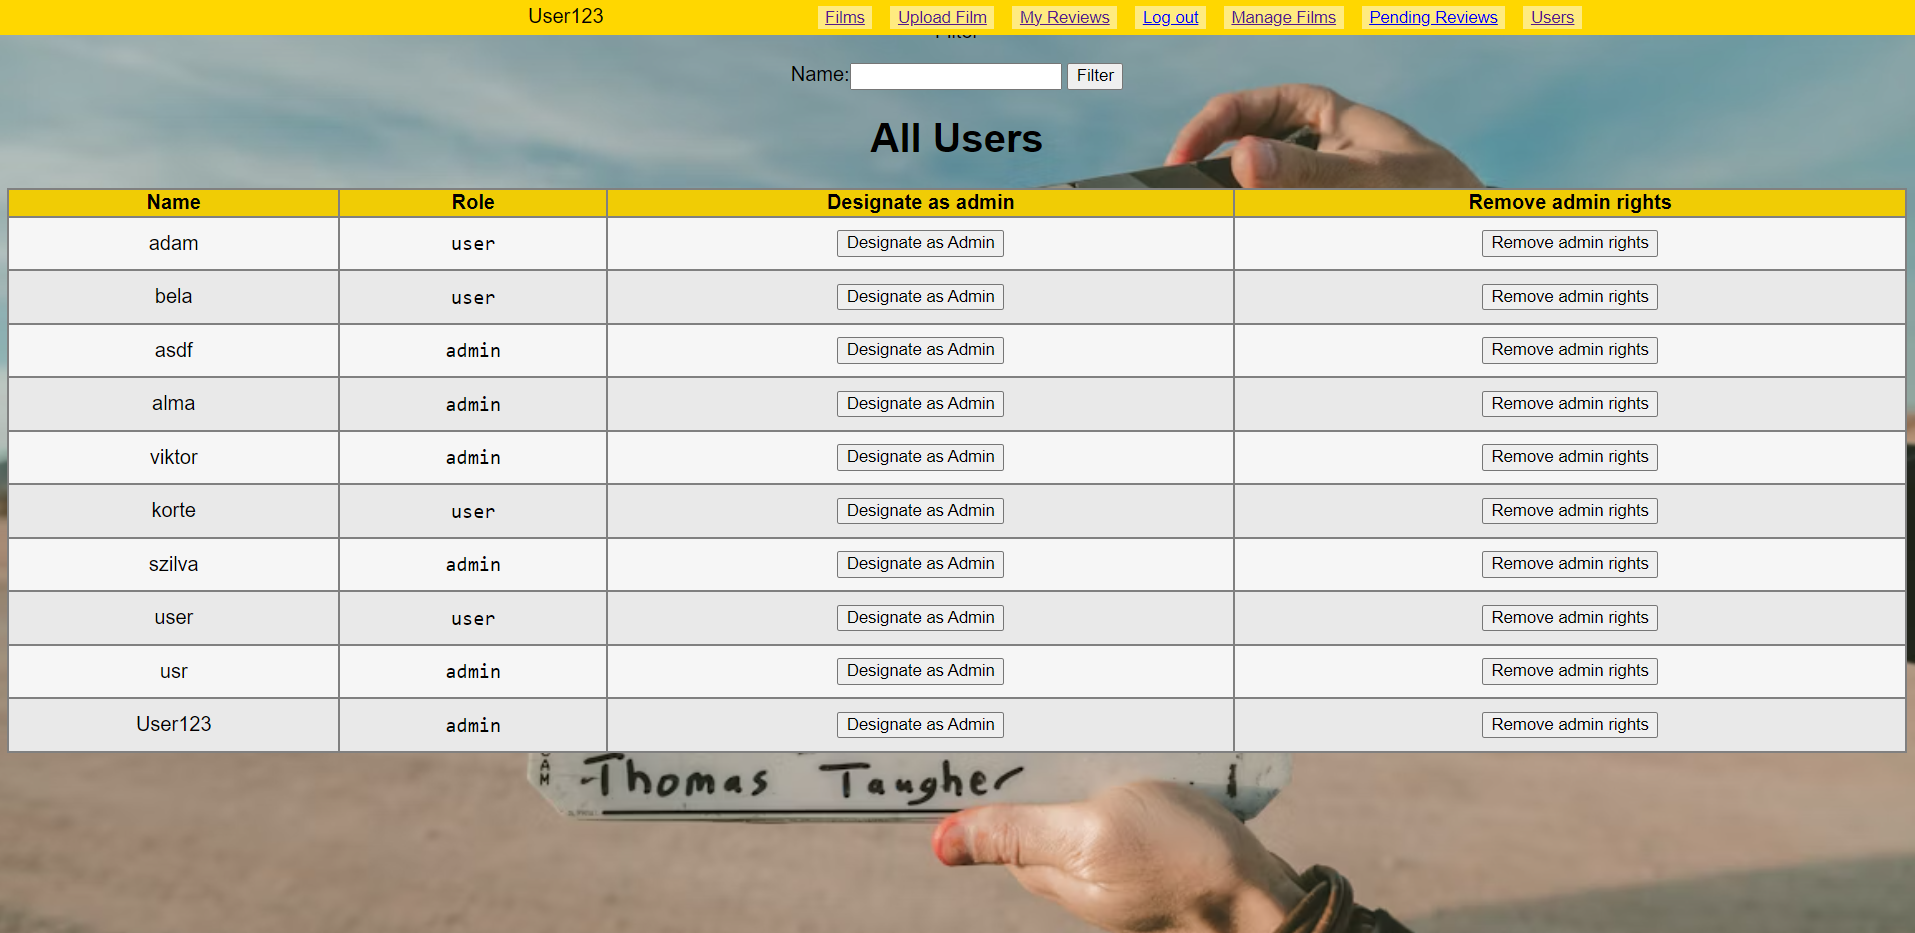 User123 Films Upload Film My Reviews Log out Manage Films Pending Reviews Users
Filter
Name: Filter
All Users
Name Role Designate as admin Remove admin rights
adam user Designate as Admin Remove admin rights
bela user Designate as Admin Remove admin rights
asdf admin Designate as Admin Remove admin rights
alma admin Designate as Admin Remove admin rights
viktor admin Designate as Admin Remove admin rights
korte user Designate as Admin Remove admin rights
szilva admin Designate as Admin Remove admin rights
user user Designate as Admin Remove admin rights
usr admin Designate as Admin Remove admin rights
User123 admin Designate as Admin Remove admin rights
Thomas Taugher 1